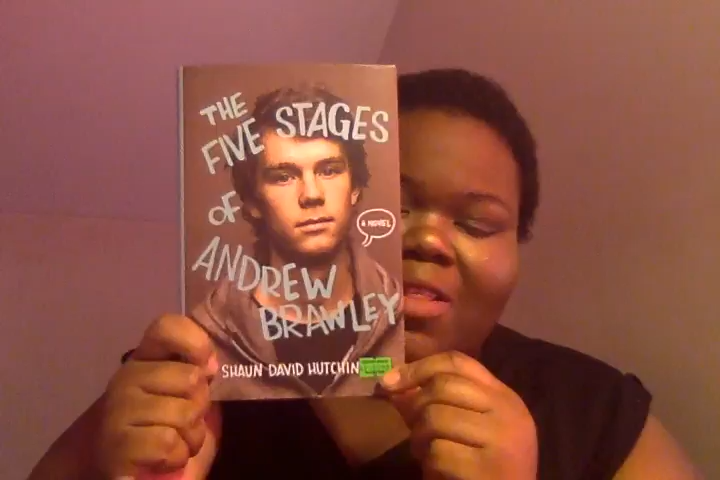 THE
FIVE STAGES
OF
A NOVEL
ANDREW
BRAWLEY
SHAUN DAVID HUTCHIN